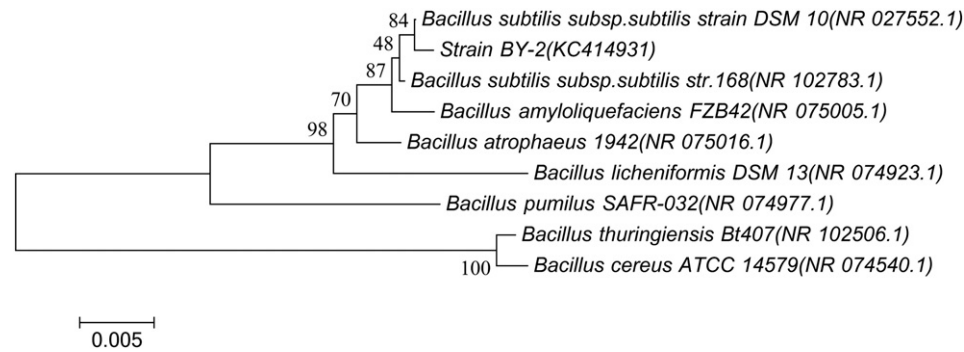 84
Bacillus subtilis subsp.subtilis strain DSM 10(NR 027552.1)
48
Strain BY-2(KC414931)
87
Bacillus subtilis subsp.subtilis str.168(NR 102783.1)
70
Bacillus amyloliquefaciens FZB42(NR 075005.1)
98
Bacillus atrophaeus 1942(NR 075016.1)
Bacillus licheniformis DSM 13(NR 074923.1)
Bacillus pumilus SAFR-032(NR 074977.1)
Bacillus thuringiensis Bt407(NR 102506.1)
100
Bacillus cereus ATCC 14579(NR 074540.1)
0.005